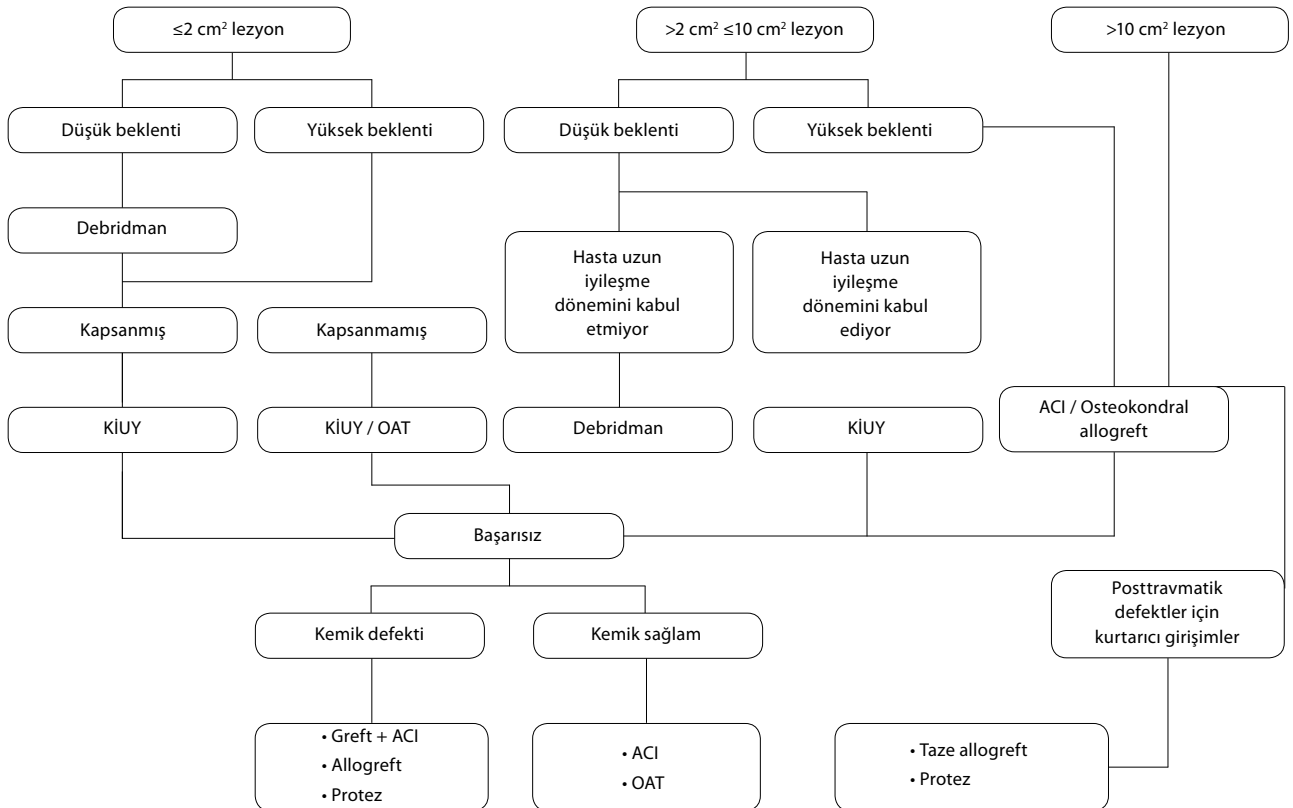 ≤2 cm² lezyon
>2 cm² ≤10 cm² lezyon
>10 cm² lezyon
Düşük beklenti
Yüksek beklenti
Düşük beklenti
Yüksek beklenti
Debridman
Hasta uzun
iyileşme
dönemini kabul
etmiyor
Hasta uzun
iyileşme
dönemini kabul
ediyor
Kapsanmış
Kapsanmamış
KİUY
KİUY / OAT
Debridman
KİUY
ACI / Osteokondral
allogreft
Başarısız
Kemik defekti
Kemik sağlam
Posttravmatik
defektler için
kurtarıcı girişimler
• Greft + ACI
• Allogreft
• Protez
• ACI
• OAT
• Taze allogreft
• Protez